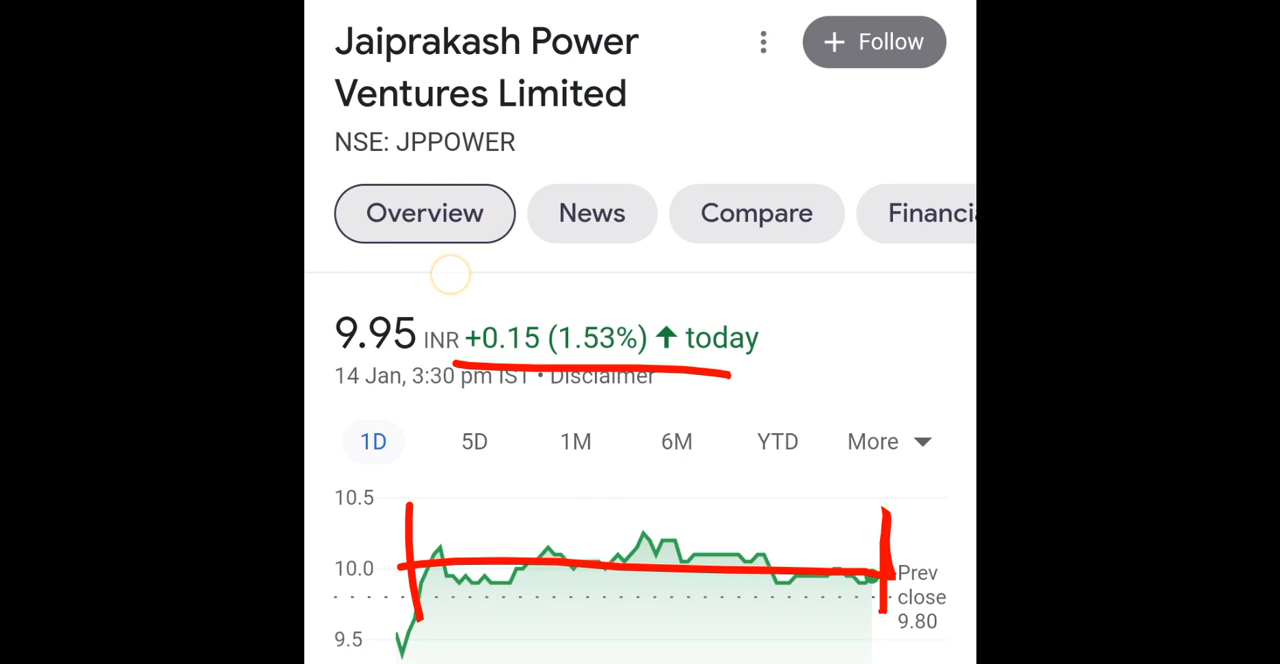 Jaiprakash Power
Ventures Limited
+ Follow
NSE: JPPOWER
Overview
News
Compare
Financi
9.95 INR +0.15 (1.53%) ↑ today
14 Jan, 3:30 pm IST • Disclaimer
1D
5D
1M
6M
YTD
More
10.5
10.0
9.5
Prev
close
9.80